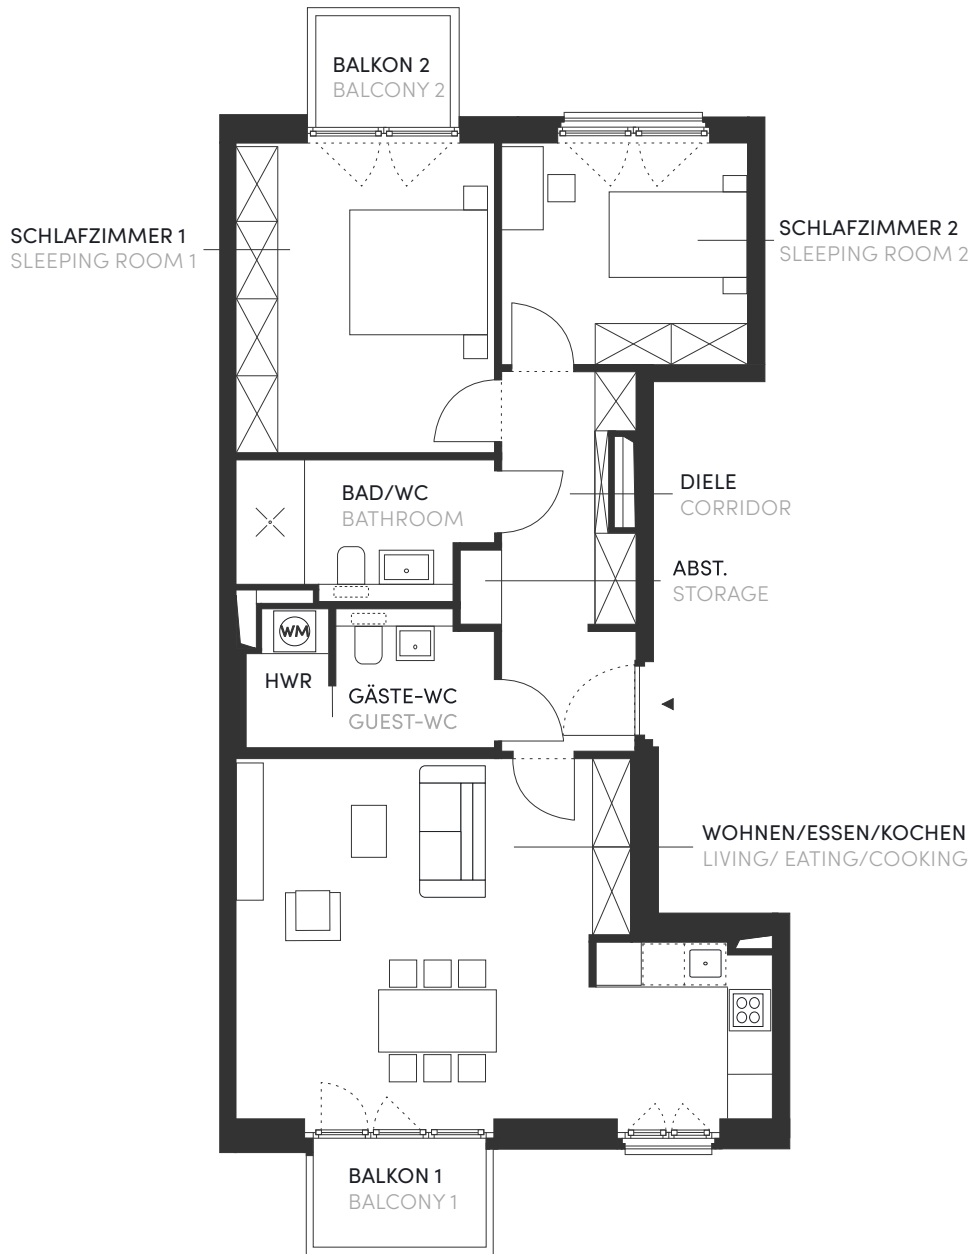 BALKON 2
BALCONY 2
SCHLAFZIMMER 1
SLEEPING ROOM 1
SCHLAFZIMMER 2
SLEEPING ROOM 2
BAD/WC
BATHROOM
DIELE
CORRIDOR
ABST.
STORAGE
WM
HWR
GÄSTE-WC
GUEST-WC
WOHNEN/ESSEN/KOCHEN
LIVING/ EATING/COOKING
BALKON 1
BALCONY 1